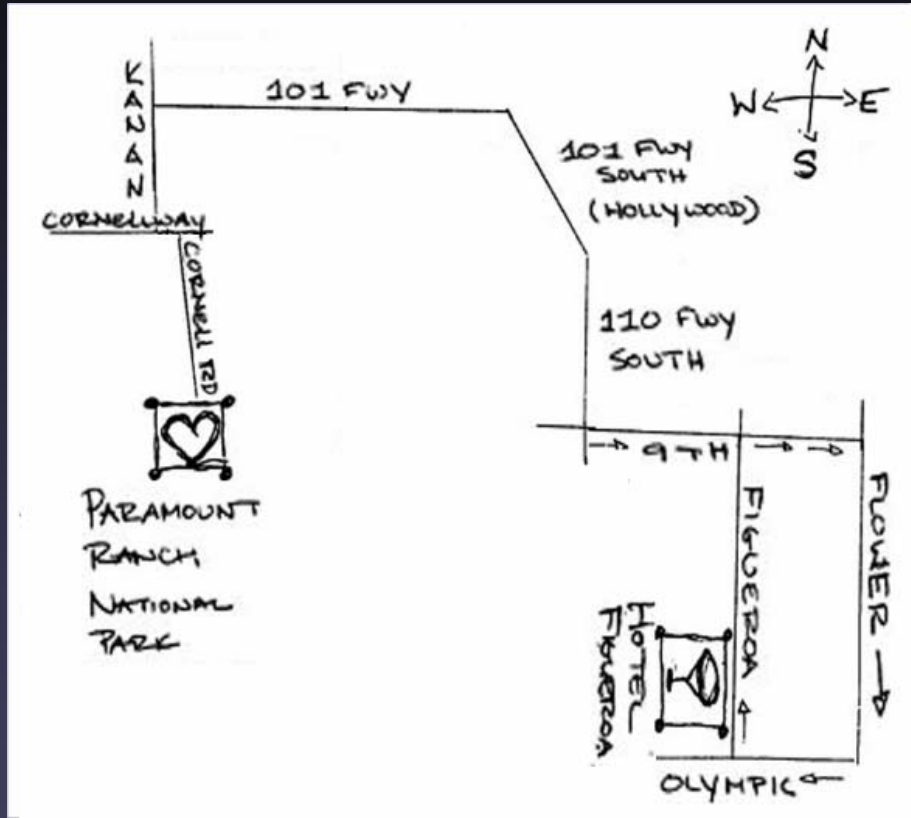 KANAN
101 FWY
N
W E
S
101 FWY
SOUTH
(HOLLYWOOD)
CORNELLWAY
CORNELL RD
110 FWY
SOUTH
9TH
PARAMOUNT
RANCH
NATIONAL
PARK
HOTEL
FIGUEROA
FIGUEROA
FLOWER
OLYMPIC